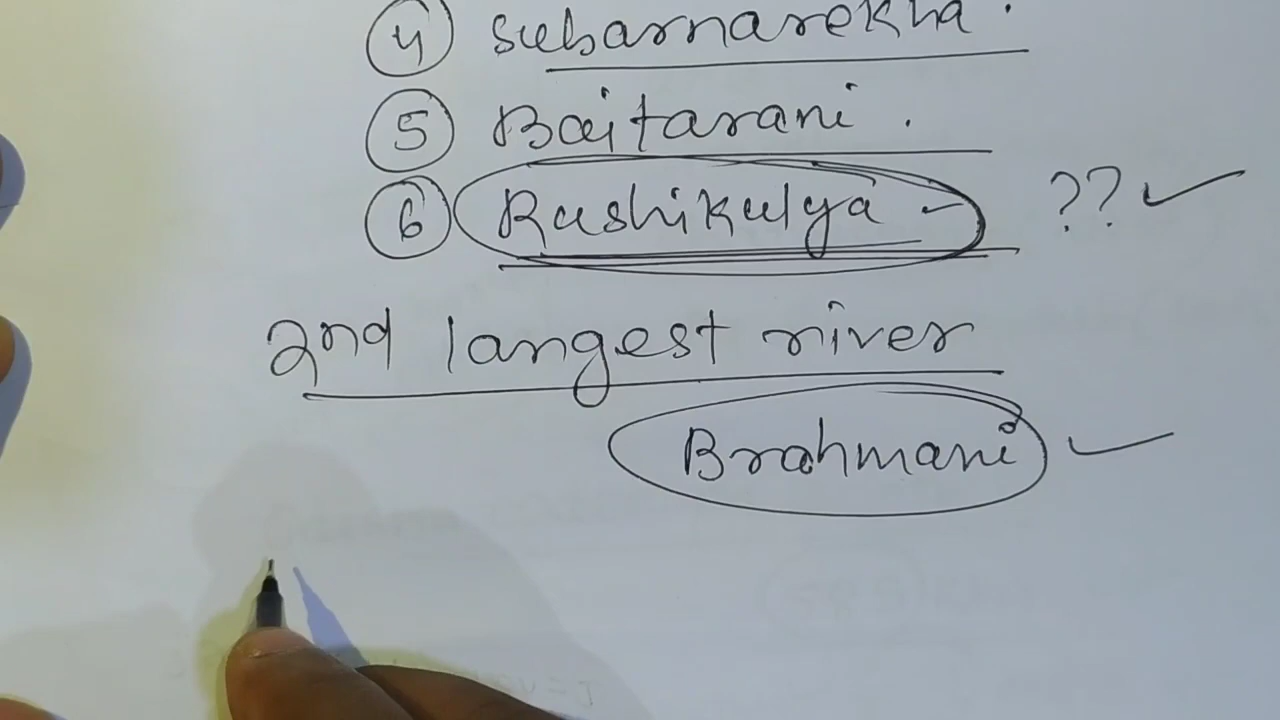 4 Subarnarekha.
5 Baitarani.
6 Rushikulya - ??
2nd largest river
Brahmani